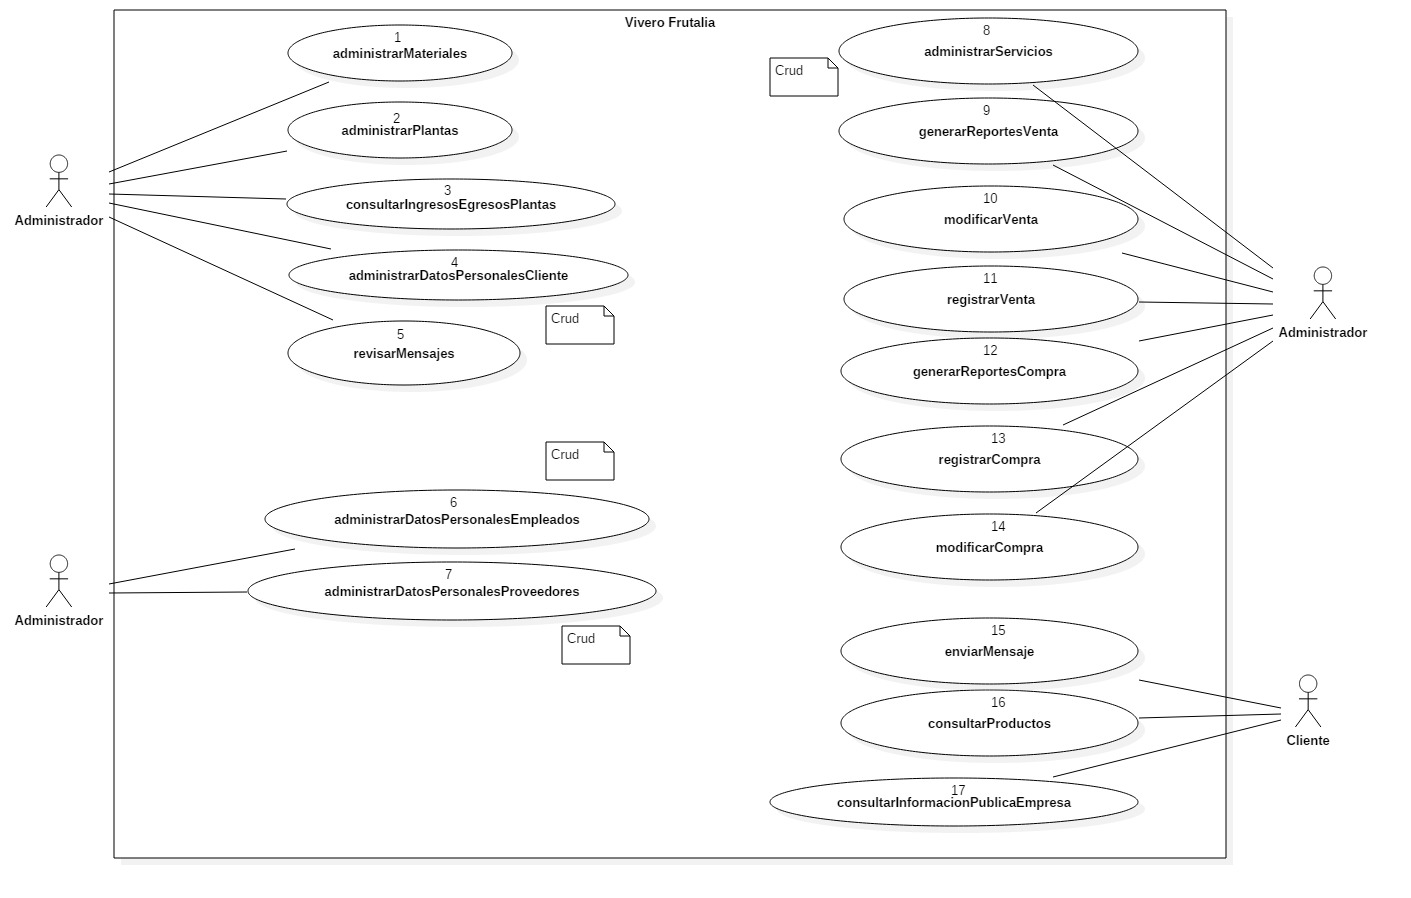 Vivero Frutalia
1
administrarMateriales
2
administrarPlantas
3
consultarIngresosEgresosPlantas
4
administrarDatosPersonalesCliente
Crud
5
revisarMensajes
Administrador
Crud
6
administrarDatosPersonalesEmpleados
7
administrarDatosPersonalesProveedores
Crud
Administrador
8
administrarServicios
Crud
9
generarReportesVenta
10
modificarVenta
11
registrarVenta
12
generarReportesCompra
13
registrarCompra
14
modificarCompra
Administrador
15
enviarMensaje
16
consultarProductos
17
consultarInformacionPublicaEmpresa
Cliente